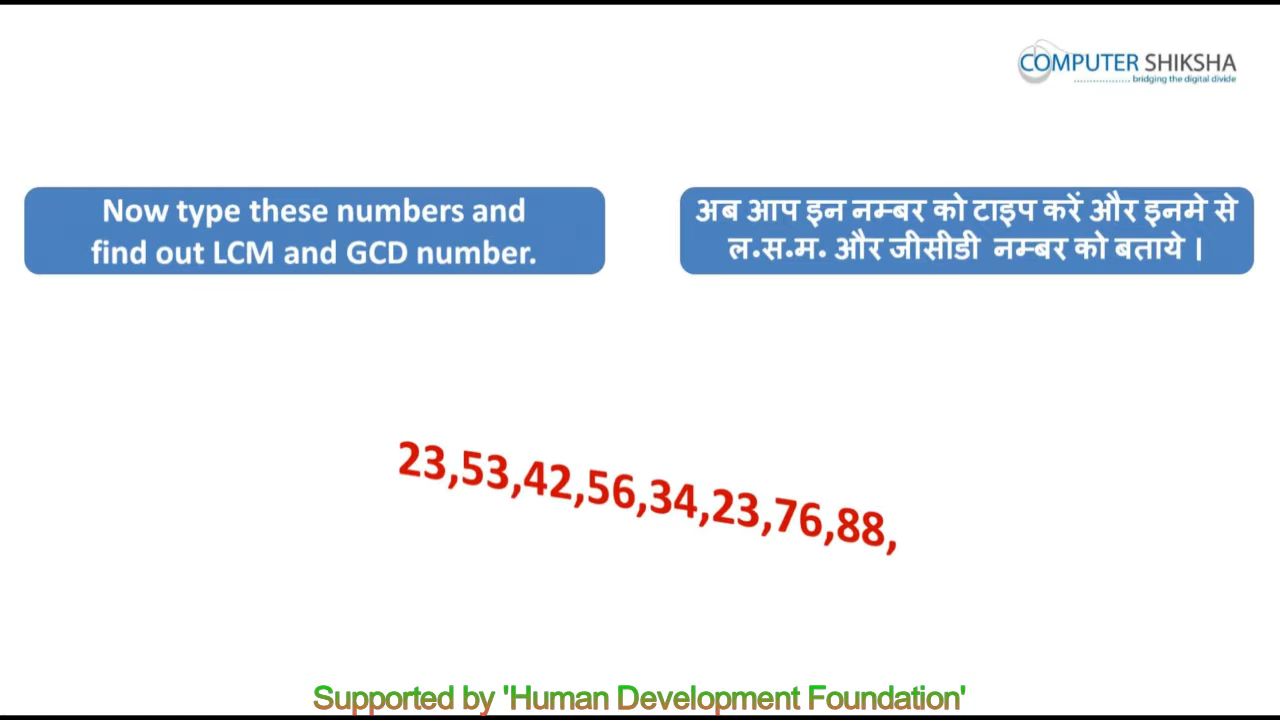 COMPUTER SHIKSHA
.................. bridging the digital divide
Now type these numbers and
find out LCM and GCD number.
अब आप इन नम्बर को टाइप करें और इनमे से
ल.स.म. और जीसीडी नम्बर को बताये ।
23,53,42,56,34,23,76,88,
Supported by 'Human Development Foundation'